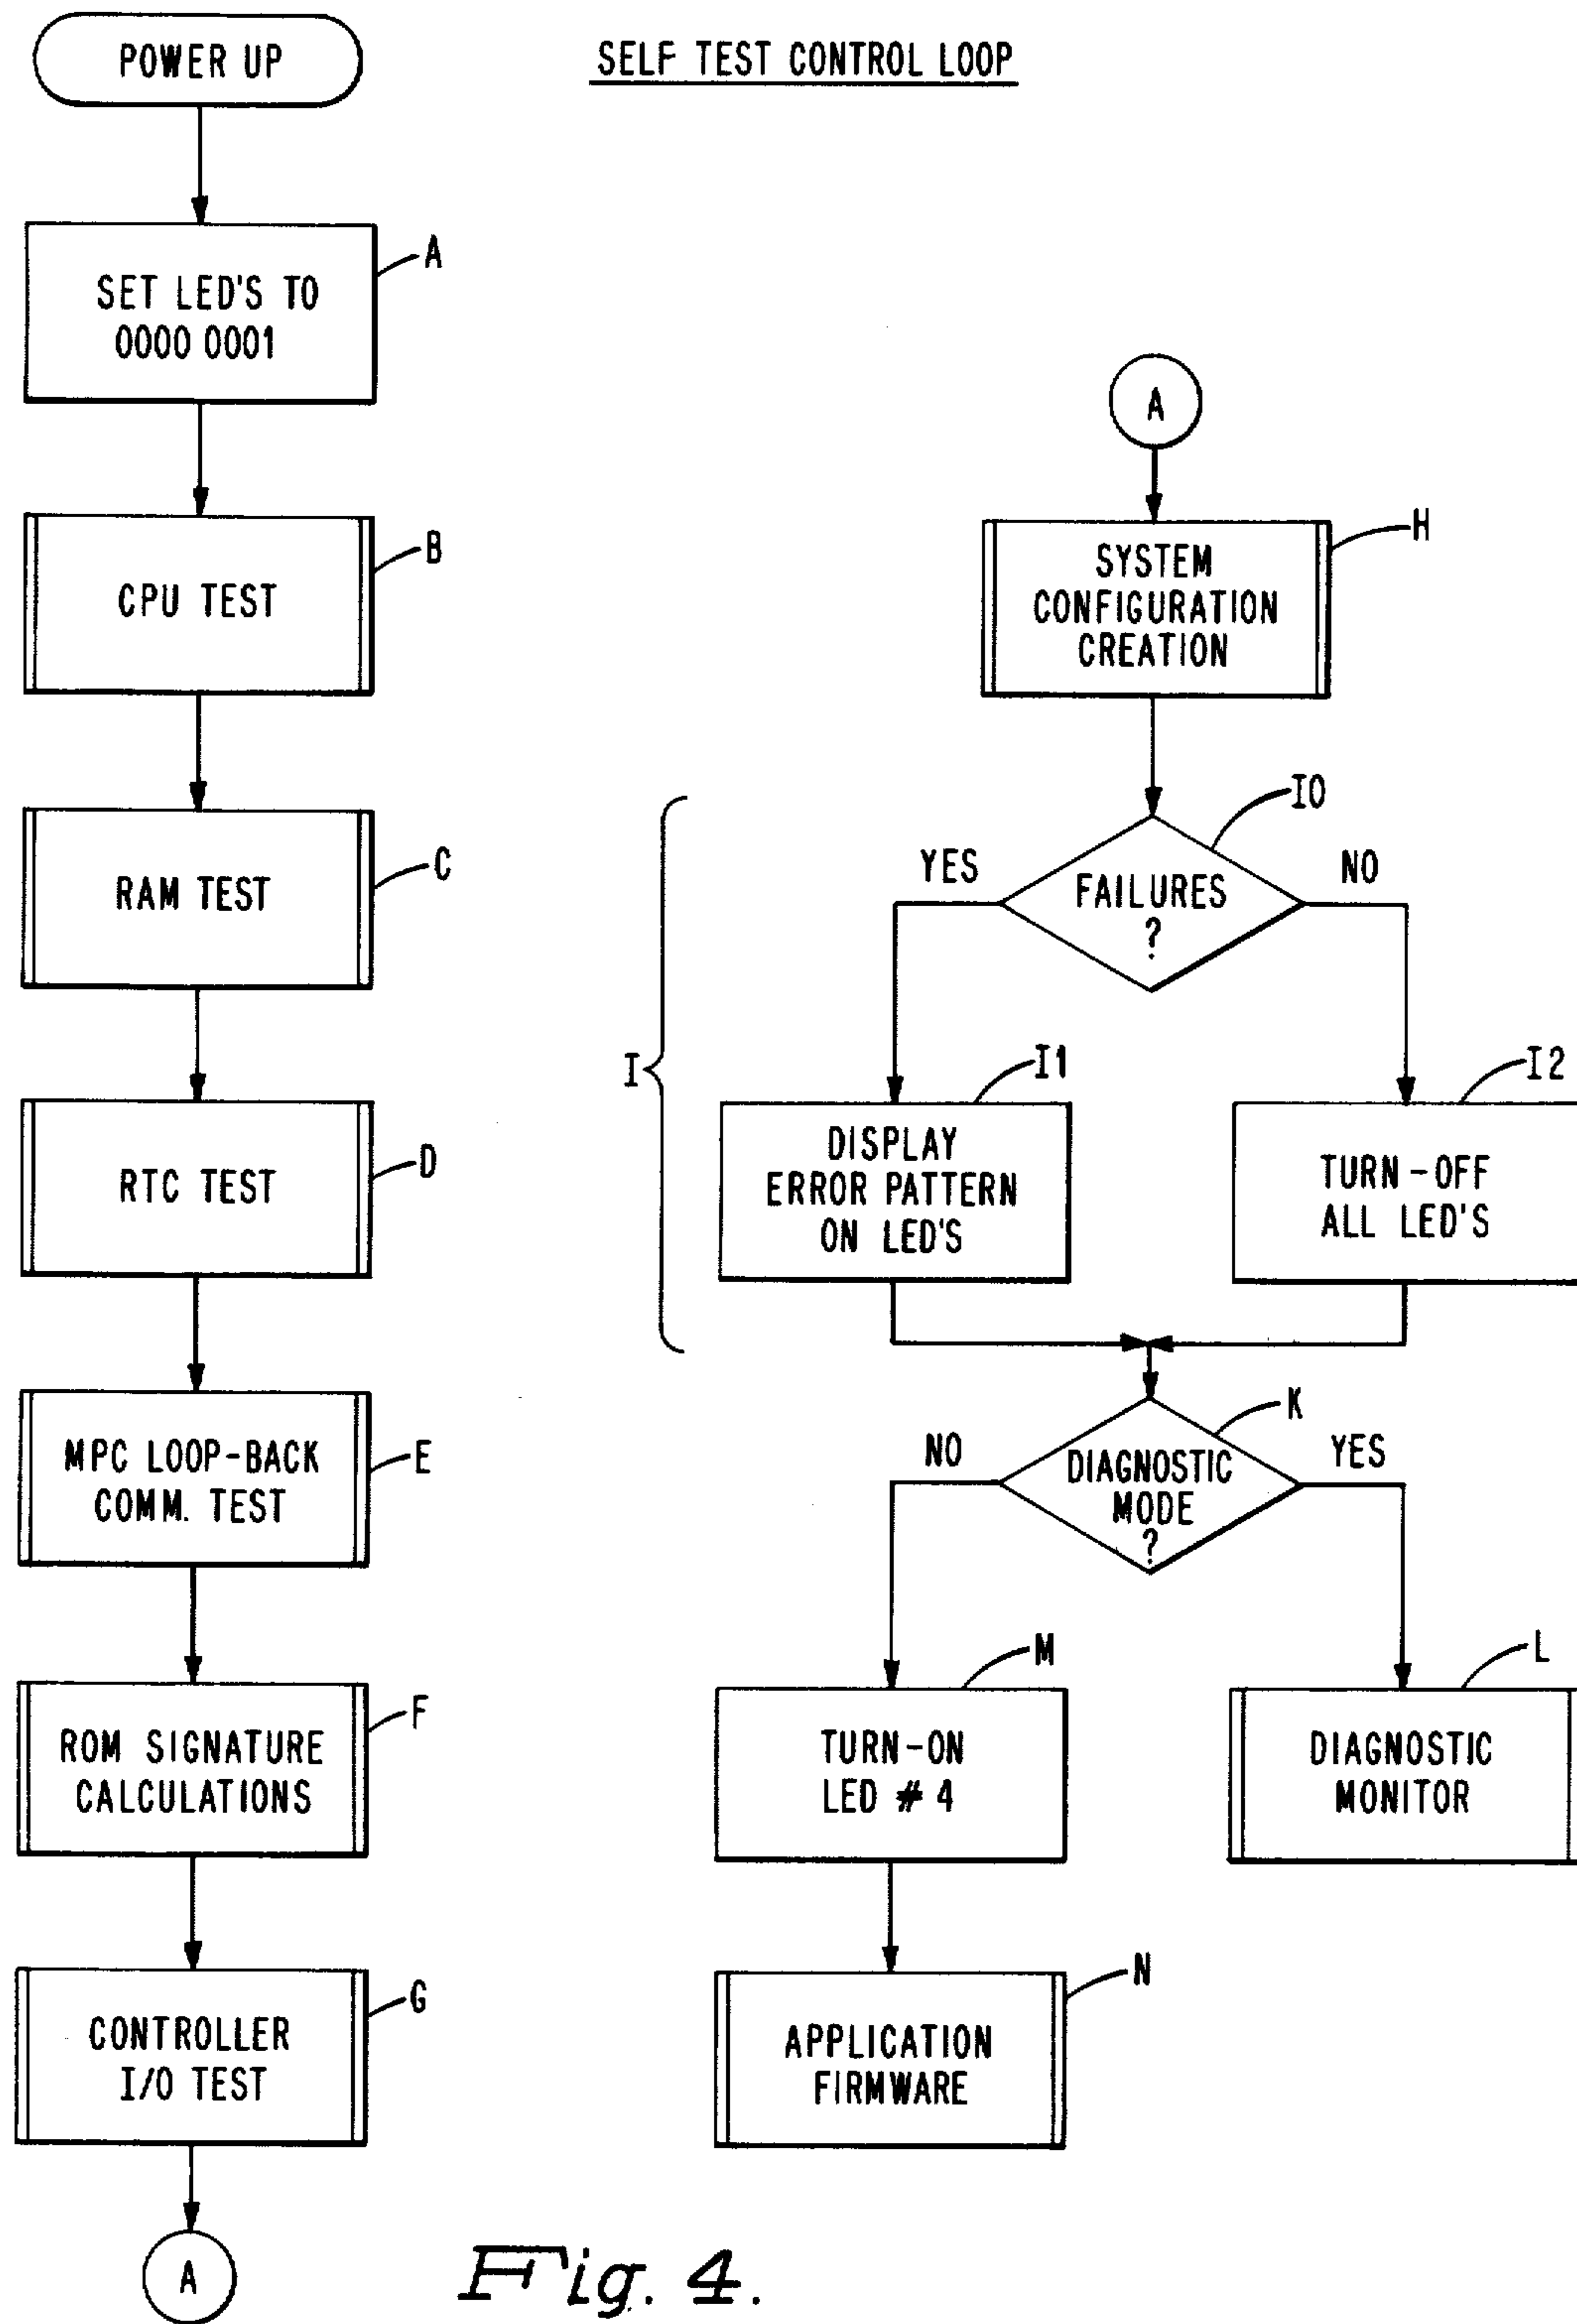 POWER UP
SELF TEST CONTROL LOOP
A
SET LED'S TO
0000 0001
B
CPU TEST
C
RAM TEST
D
RTC TEST
E
MPC LOOP-BACK
COMM. TEST
F
ROM SIGNATURE
CALCULATIONS
G
CONTROLLER
I/O TEST
A
A
H
SYSTEM
CONFIGURATION
CREATION
I0
YES
FAILURES
?
NO
I
I1
DISPLAY
ERROR PATTERN
ON LED'S
I2
TURN-OFF
ALL LED'S
K
NO
DIAGNOSTIC
MODE
?
YES
M
TURN-ON
LED # 4
L
DIAGNOSTIC
MONITOR
N
APPLICATION
FIRMWARE
Fig. 4.